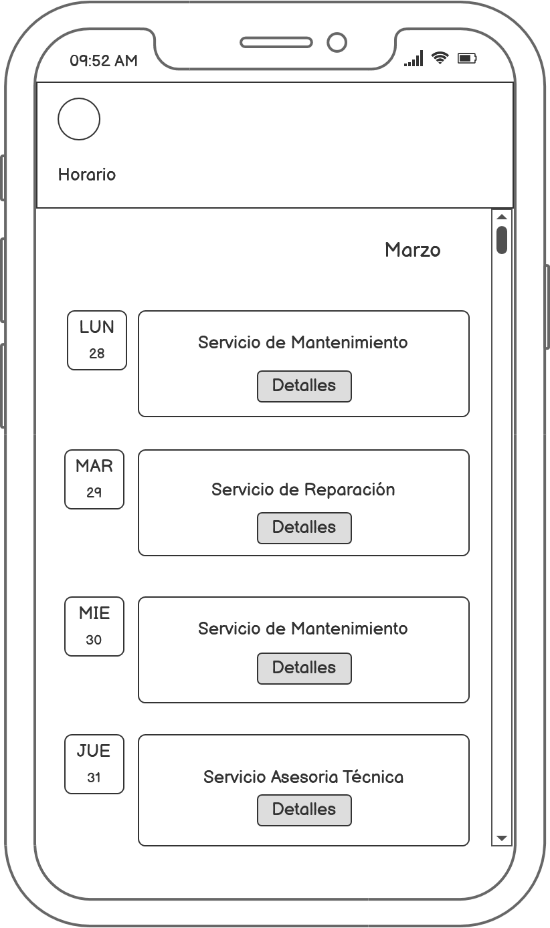 09:52 AM
Horario
Marzo
LUN
28
Servicio de Mantenimiento
Detalles
MAR
29
Servicio de Reparación
Detalles
MIE
30
Servicio de Mantenimiento
Detalles
JUE
31
Servicio Asesoria Técnica
Detalles